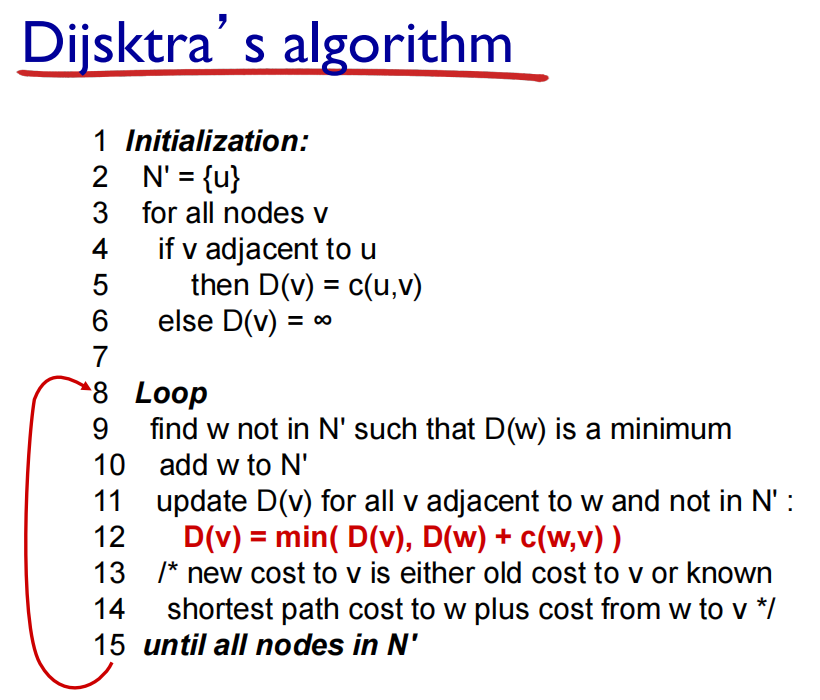 Dijsktra’s algorithm
1 Initialization:
2 N' = {u}
3 for all nodes v
4 if v adjacent to u
5 then D(v) = c(u,v)
6 else D(v) = ∞
7
8 Loop
9 find w not in N' such that D(w) is a minimum
10 add w to N'
11 update D(v) for all v adjacent to w and not in N' :
12 D(v) = min( D(v), D(w) + c(w,v) )
13 /* new cost to v is either old cost to v or known
14 shortest path cost to w plus cost from w to v */
15 until all nodes in N'